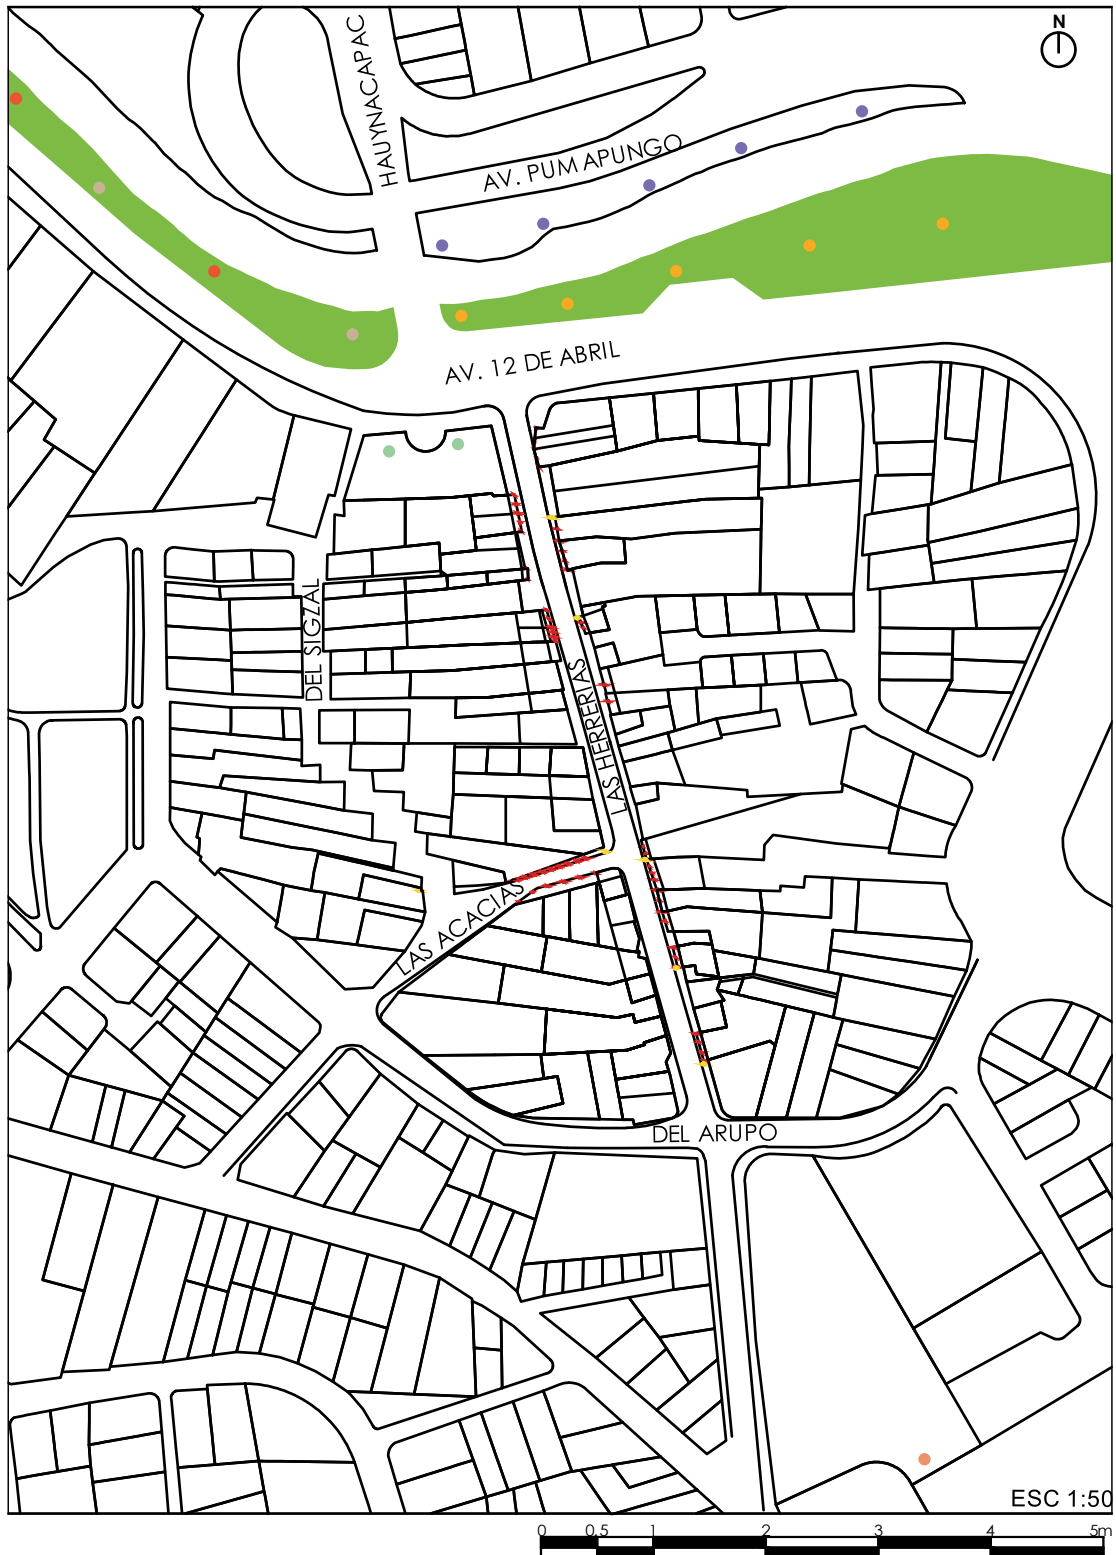 N
HAUYNACAPAC
AV. PUMAPUNGO
AV. 12 DE ABRIL
DEL SIGZAL
LAS HERRERIAS
LAS ACACIAS
DEL ARUPO
ESC 1:50
0 0,5 1 2 3 4 5m